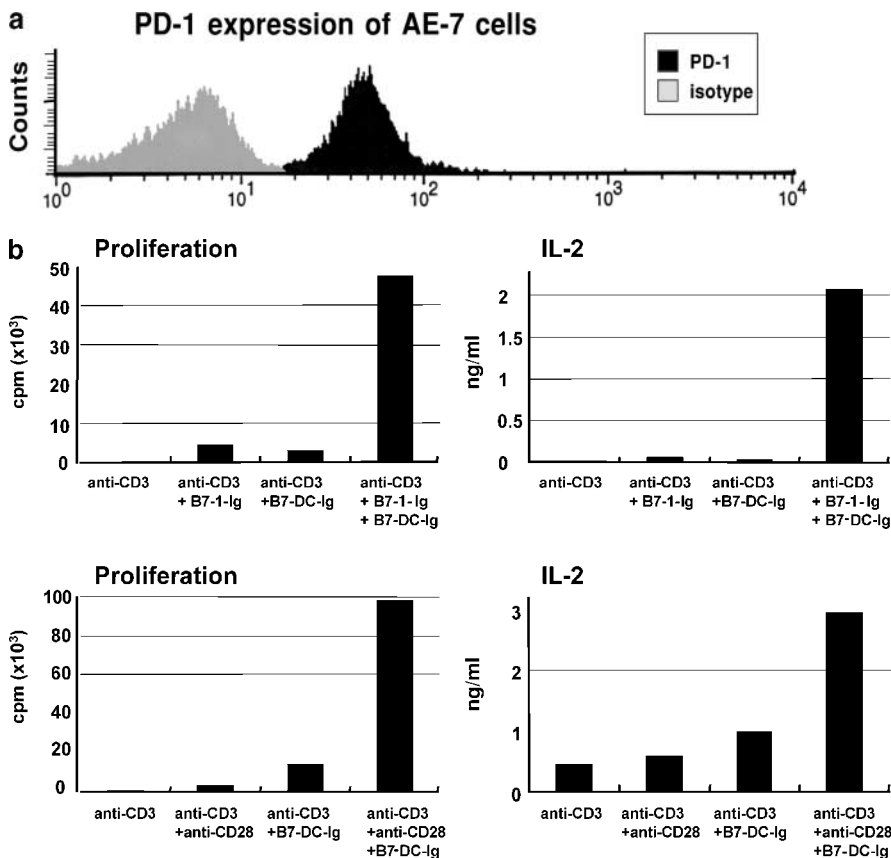 a
PD-1 expression of AE-7 cells
Counts
PD-1
isotype
10⁰ 10¹ 10² 10³ 10⁴
b
Proliferation
cpm (x10³)
50
40
30
20
10
0
anti-CD3
anti-CD3
+ B7-1-Ig
anti-CD3
+B7-DC-Ig
anti-CD3
+ B7-1-Ig
+ B7-DC-Ig
IL-2
ng/ml
2
1.5
1
0.5
0
anti-CD3
anti-CD3
+ B7-1-Ig
anti-CD3
+B7-DC-Ig
anti-CD3
+ B7-1-Ig
+ B7-DC-Ig
Proliferation
cpm (x10³)
100
80
60
40
20
0
anti-CD3
anti-CD3
+anti-CD28
anti-CD3
+B7-DC-Ig
anti-CD3
+anti-CD28
+B7-DC-Ig
IL-2
ng/ml
3
2
1
0
anti-CD3
anti-CD3
+anti-CD28
anti-CD3
+B7-DC-Ig
anti-CD3
+anti-CD28
+B7-DC-Ig